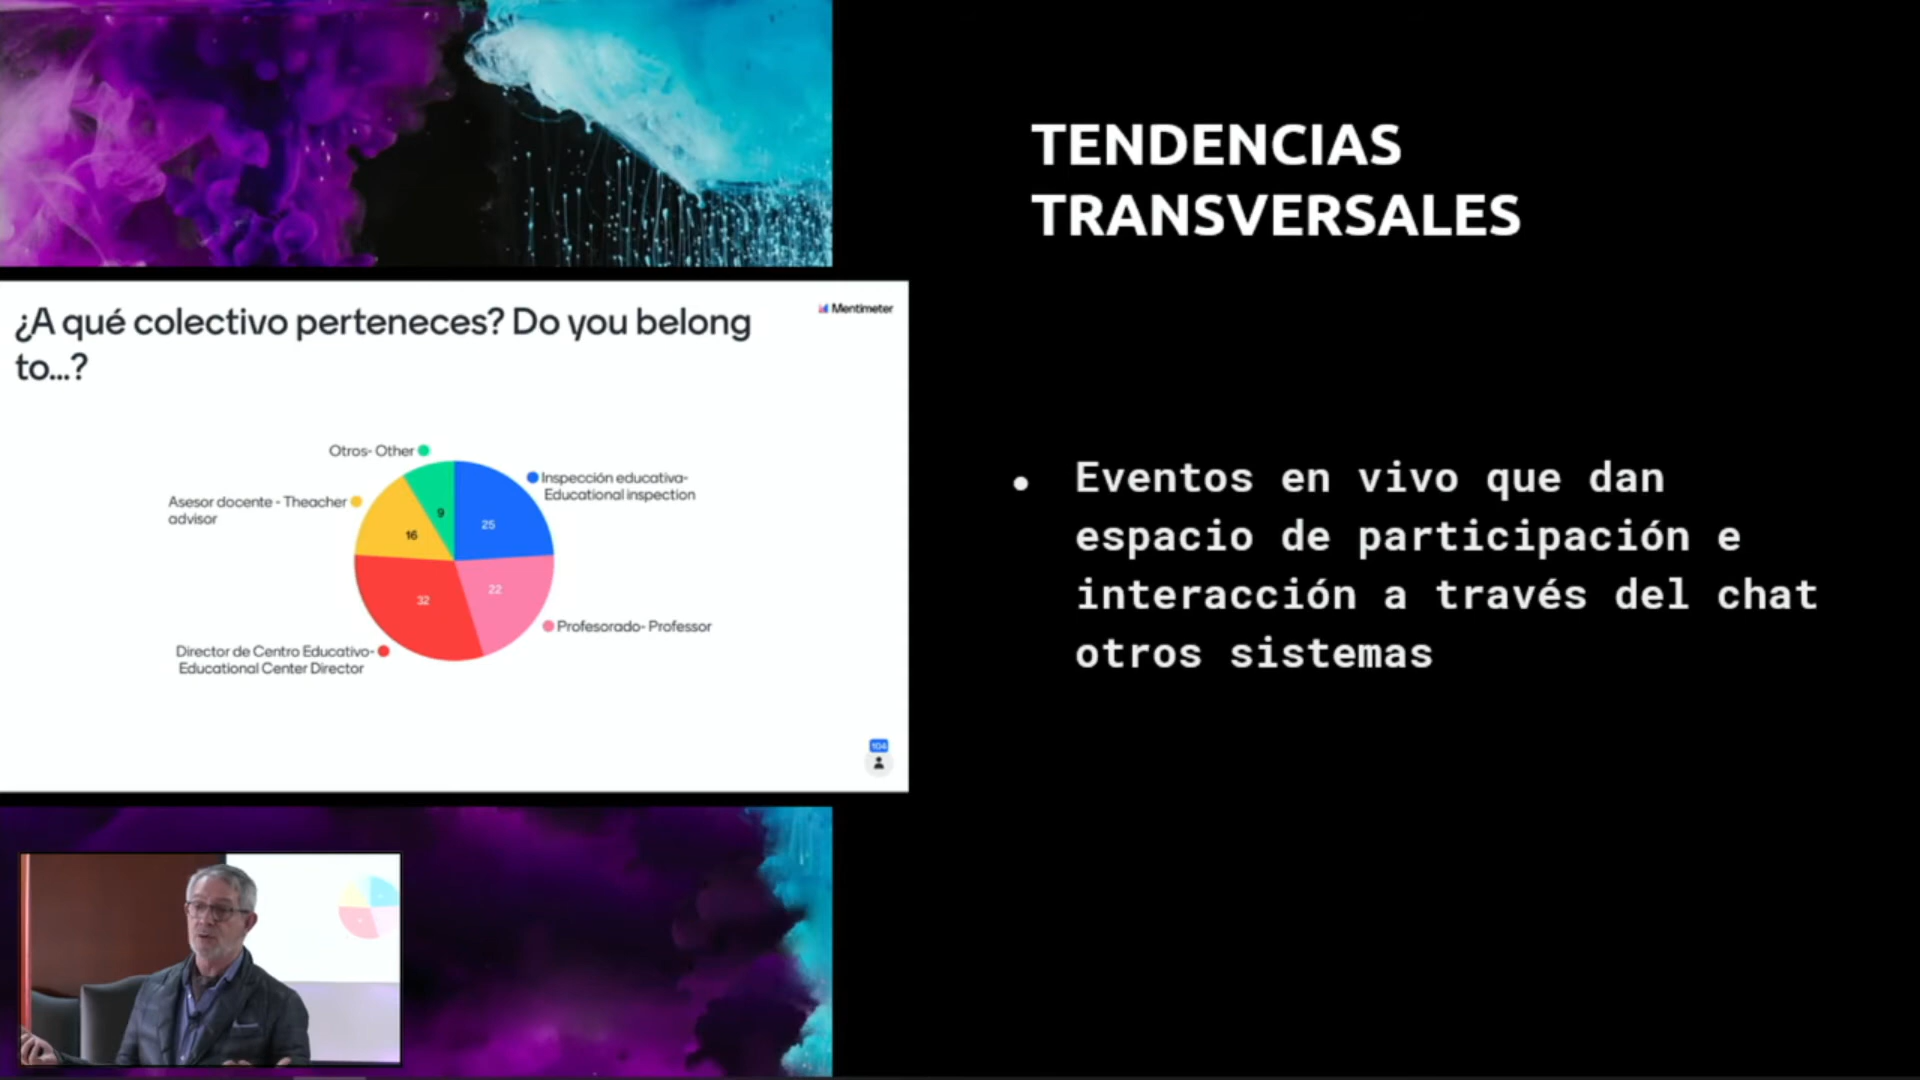 TENDENCIAS
TRANSVERSALES
¿A qué colectivo perteneces? Do you belong
to...?
Mentimeter
Otros- Other
Inspección educativa-
Educational inspection
Asesor docente - Theacher
advisor
9
25
16
22
32
Profesorado- Professor
Director de Centro Educativo-
Educational Center Director
104
• Eventos en vivo que dan
espacio de participación e
interacción a través del chat
otros sistemas